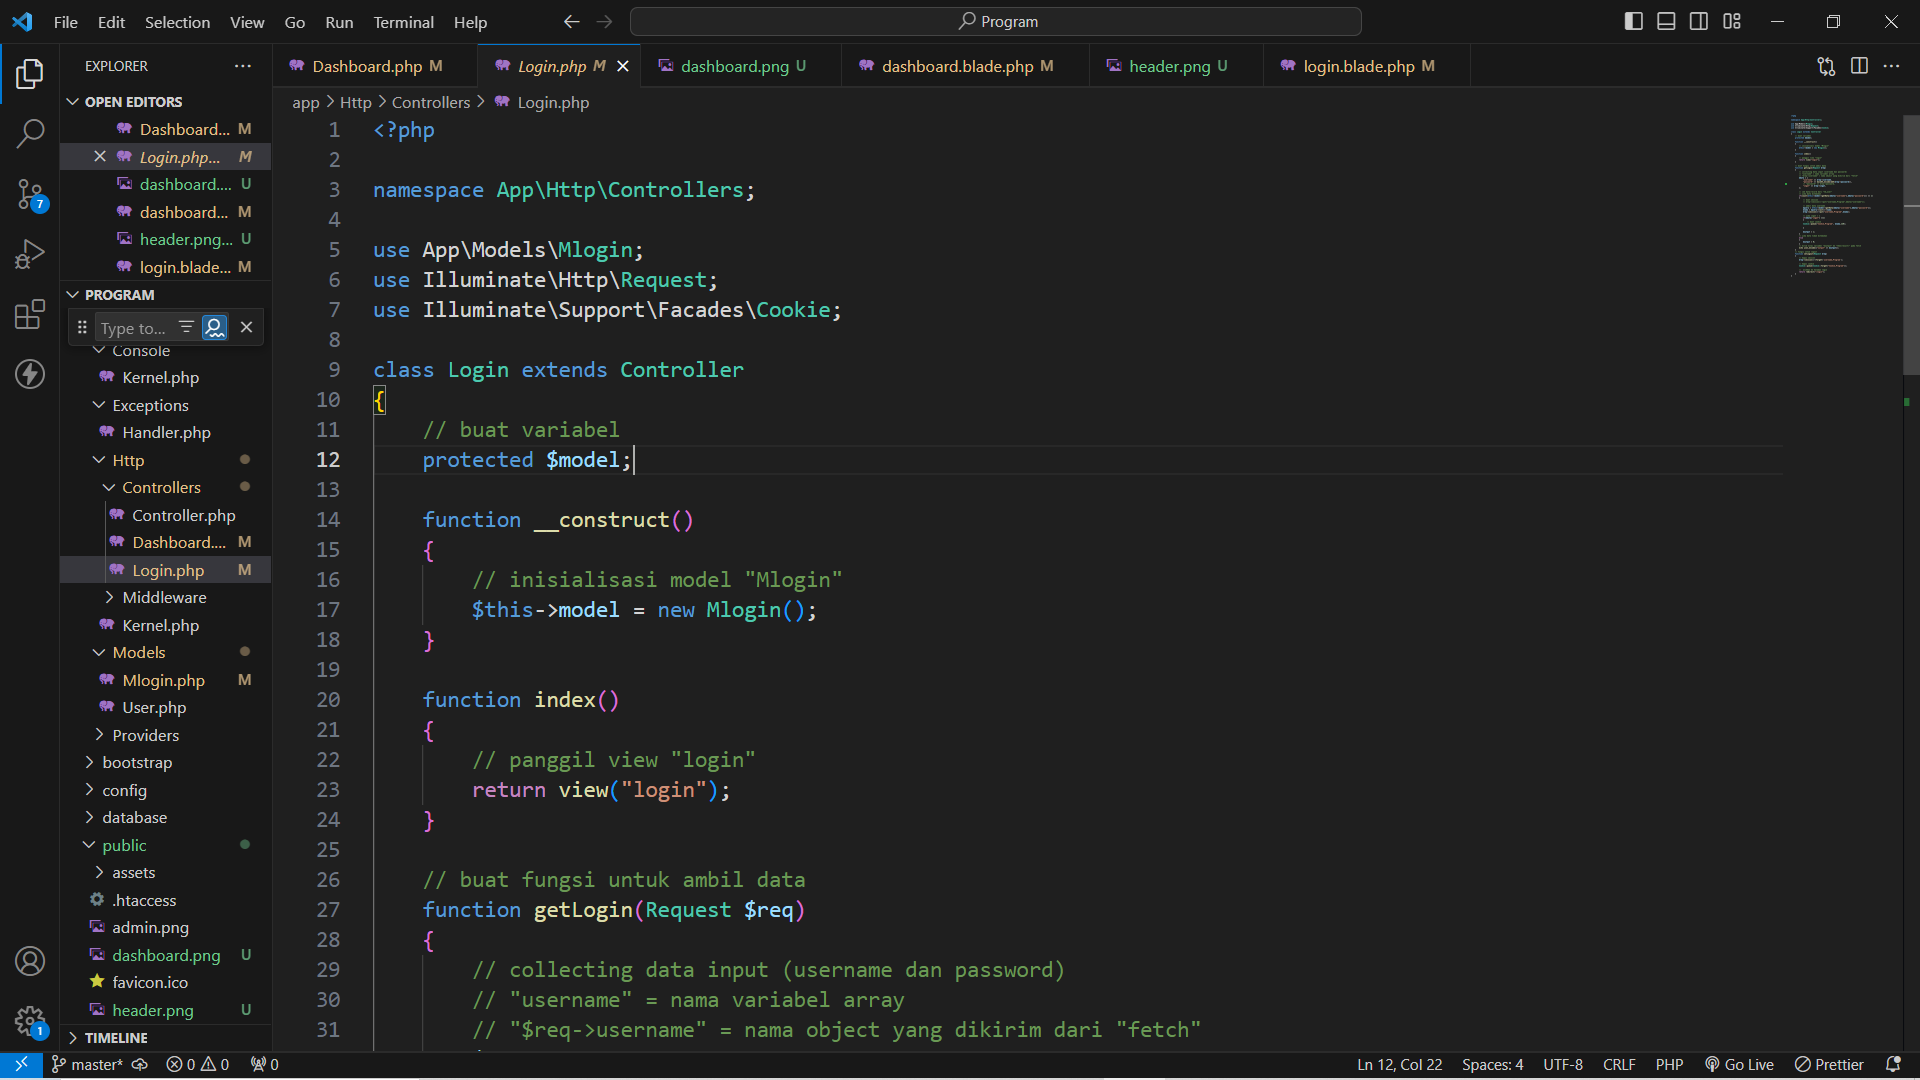 File Edit Selection View Go Run Terminal Help
Program
EXPLORER
Dashboard.php M
Login.php M
dashboard.png U
dashboard.blade.php M
header.png U
login.blade.php M
OPEN EDITORS
Dashboard... M
Login.php... M
dashboard.... U
dashboard... M
header.png... U
login.blade... M
7
PROGRAM
Type to...
Console
Kernel.php
Exceptions
Handler.php
Http
Controllers
Controller.php
Dashboard.... M
Login.php M
Middleware
Kernel.php
Models
Mlogin.php M
User.php
Providers
bootstrap
config
database
public
assets
.htaccess
admin.png
dashboard.png U
favicon.ico
header.png U
TIMELINE
1
app > Http > Controllers > Login.php
1 <?php
2
3 namespace App\Http\Controllers;
4
5 use App\Models\Mlogin;
6 use Illuminate\Http\Request;
7 use Illuminate\Support\Facades\Cookie;
8
9 class Login extends Controller
10 {
11 // buat variabel
12 protected $model;
13
14 function __construct()
15 {
16 // inisialisasi model "Mlogin"
17 $this->model = new Mlogin();
18 }
19
20 function index()
21 {
22 // panggil view "login"
23 return view("login");
24 }
25
26 // buat fungsi untuk ambil data
27 function getLogin(Request $req)
28 {
29 // collecting data input (username dan password)
30 // "username" = nama variabel array
31 // "$req->username" = nama object yang dikirim dari "fetch"
master* 0 0 0
Ln 12, Col 22 Spaces: 4 UTF-8 CRLF PHP Go Live Prettier